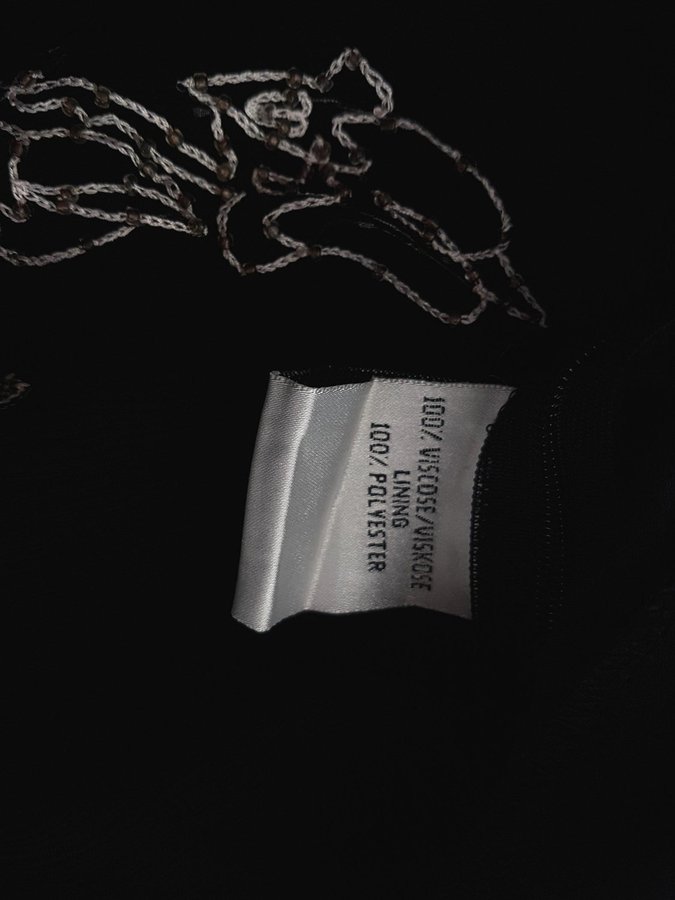 100% VISCOSE/VISKOSE
LINING
100% POLYESTER